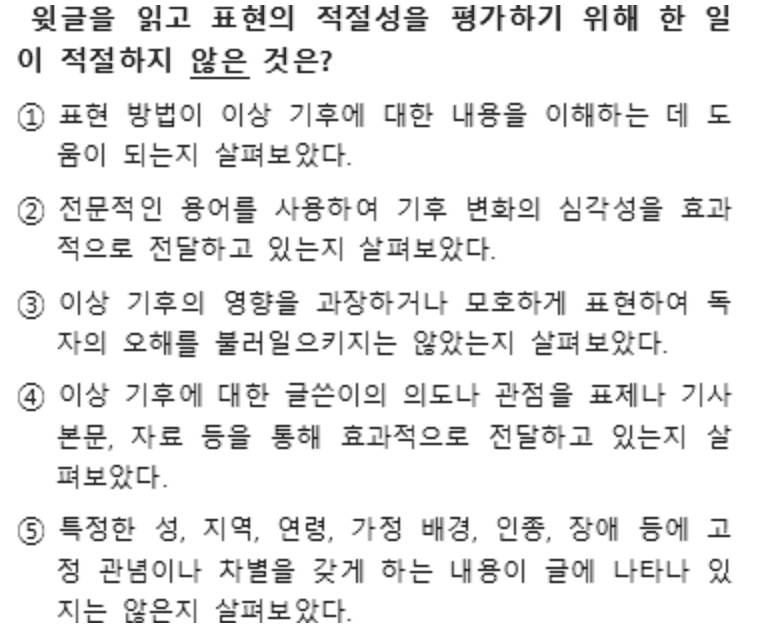 윗글을 읽고 표현의 적절성을 평가하기 위해 한 일
이 적절하지 않은 것은?
① 표현 방법이 이상 기후에 대한 내용을 이해하는 데 도
움이 되는지 살펴보았다.
② 전문적인 용어를 사용하여 기후 변화의 심각성을 효과
적으로 전달하고 있는지 살펴보았다.
③ 이상 기후의 영향을 과장하거나 모호하게 표현하여 독
자의 오해를 불러일으키지는 않았는지 살펴보았다.
④ 이상 기후에 대한 글쓴이의 의도나 관점을 표제나 기사
본문, 자료 등을 통해 효과적으로 전달하고 있는지 살
펴보았다.
⑤ 특정한 성, 지역, 연령, 가정 배경, 인종, 장애 등에 고
정 관념이나 차별을 갖게 하는 내용이 글에 나타나 있
지는 않은지 살펴보았다.